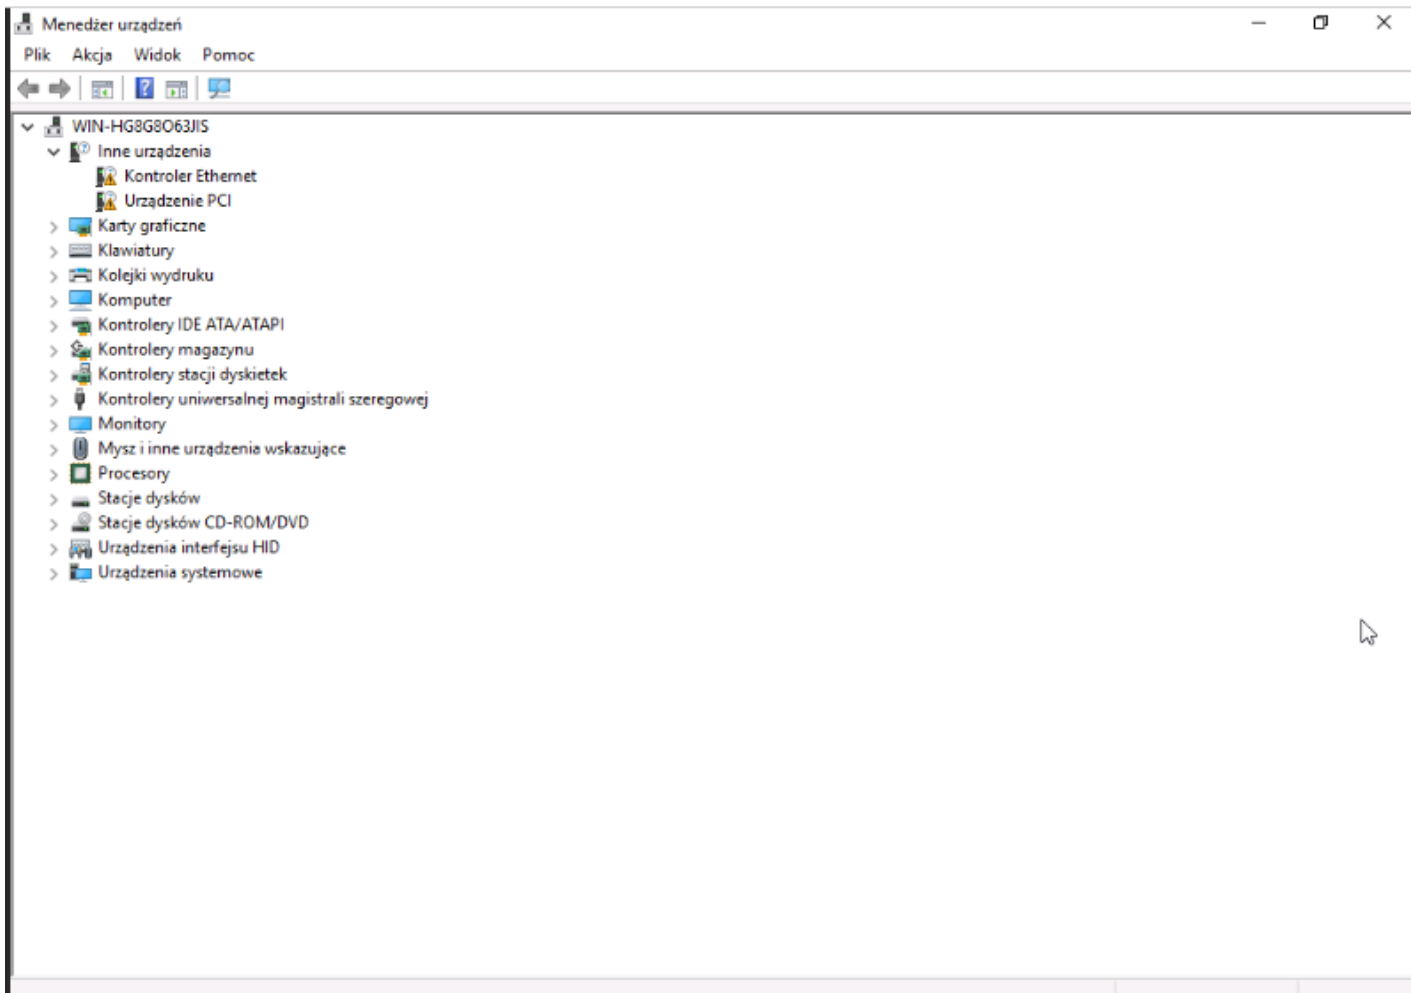 Menedżer urządzeń
Plik Akcja Widok Pomoc
WIN-HG8G8O63JIS
Inne urządzenia
Kontroler Ethernet
Urządzenie PCI
Karty graficzne
Klawiatury
Kolejki wydruku
Komputer
Kontrolery IDE ATA/ATAPI
Kontrolery magazynu
Kontrolery stacji dyskietek
Kontrolery uniwersalnej magistrali szeregowej
Monitory
Mysz i inne urządzenia wskazujące
Procesory
Stacje dysków
Stacje dysków CD-ROM/DVD
Urządzenia interfejsu HID
Urządzenia systemowe